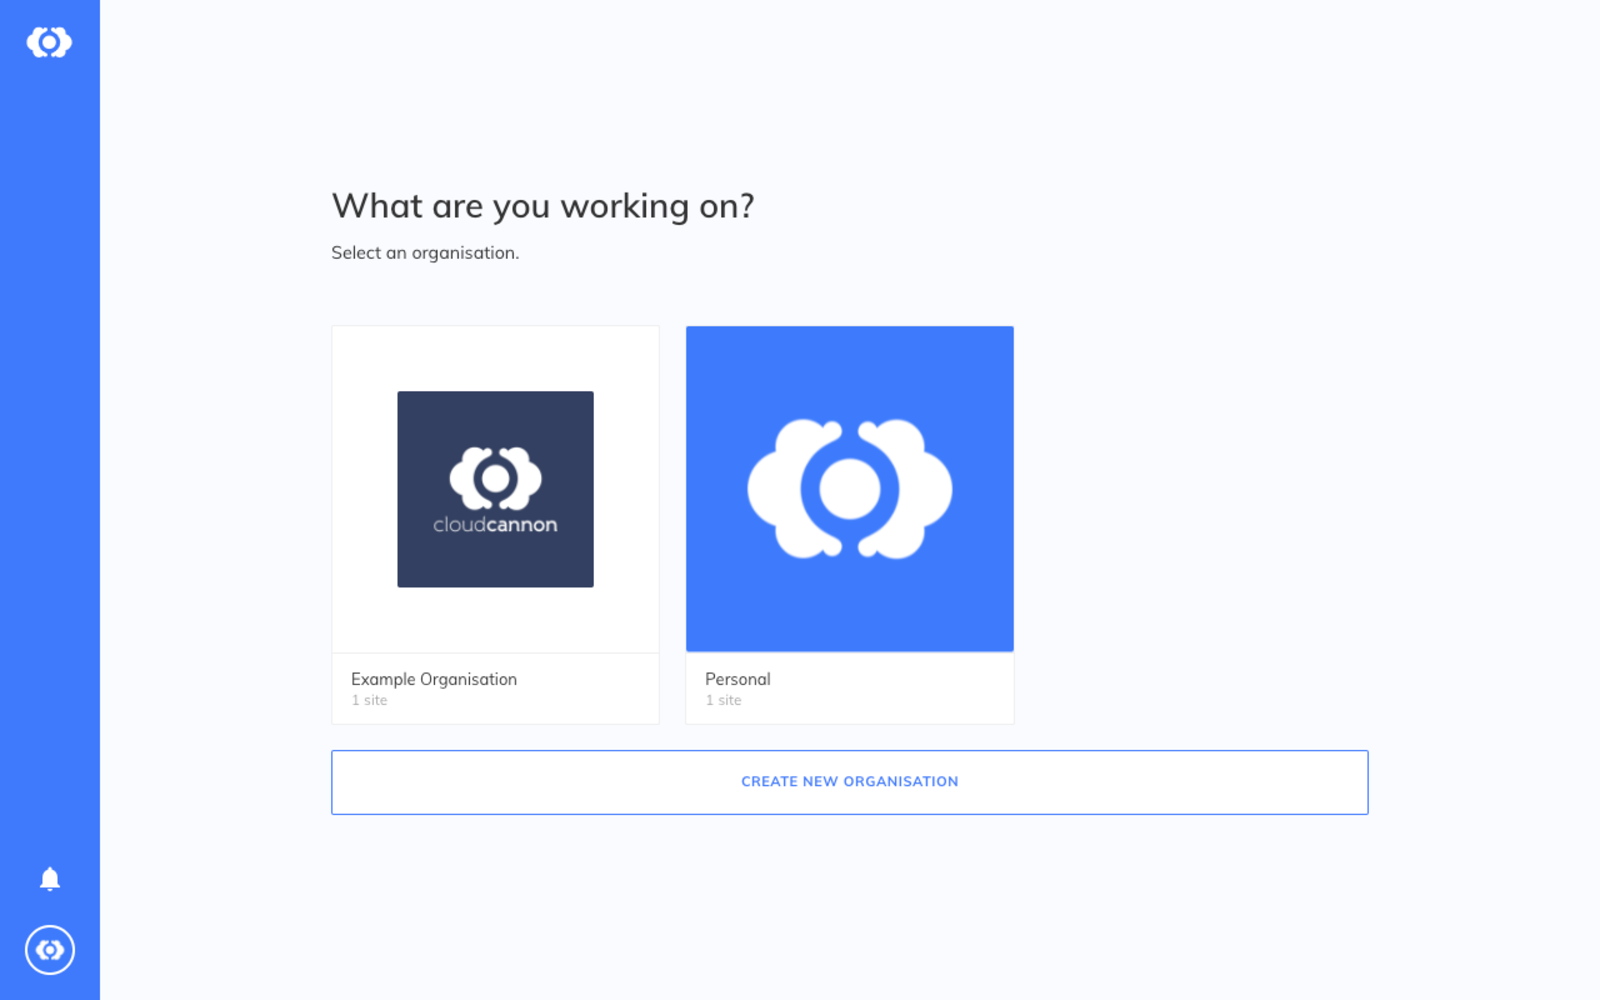 What are you working on?
Select an organisation.
cloudcannon
Example Organisation
1 site
Personal
1 site
CREATE NEW ORGANISATION